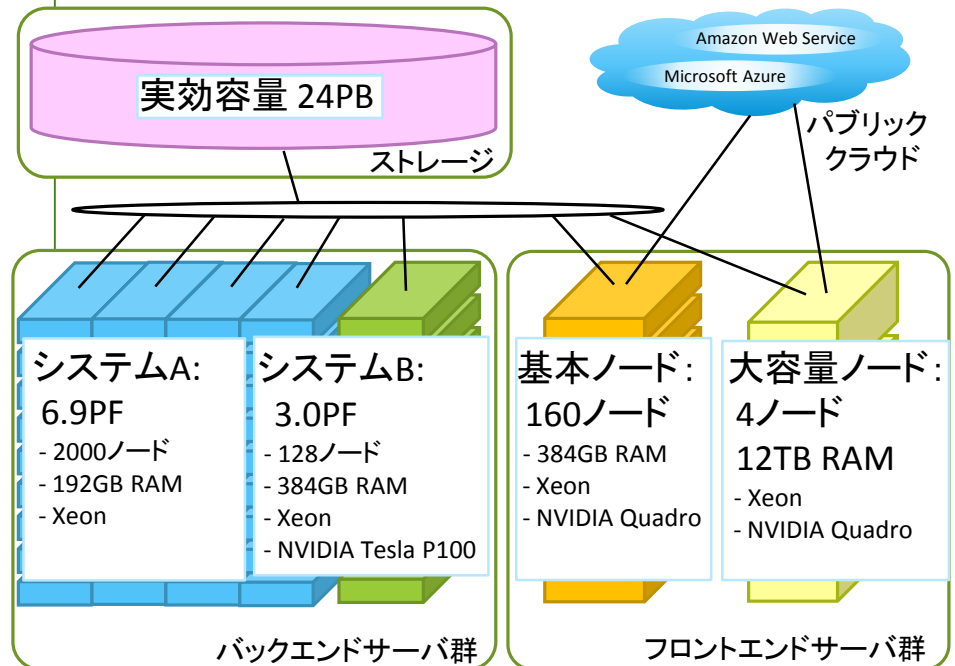 実効容量 24PB
ストレージ
Amazon Web Service
Microsoft Azure
パブリック
クラウド
システムA:
6.9PF
- 2000ノード
- 192GB RAM
- Xeon
システムB:
3.0PF
- 128ノード
- 384GB RAM
- Xeon
- NVIDIA Tesla P100
バックエンドサーバ群
基本ノード:
160ノード
- 384GB RAM
- Xeon
- NVIDIA Quadro
大容量ノード:
4ノード
12TB RAM
- Xeon
- NVIDIA Quadro
フロントエンドサーバ群